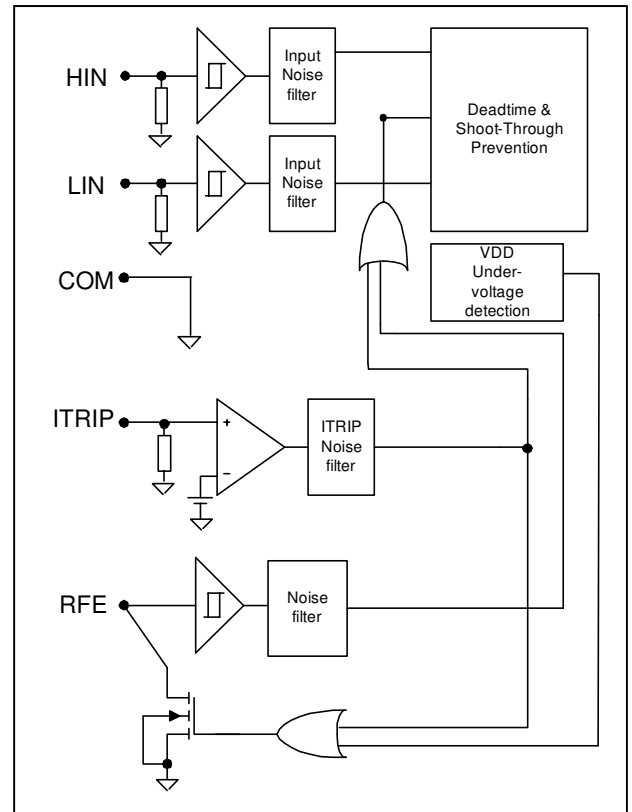 HIN
Input
Noise
filter
Deadtime &
Shoot-Through
Prevention
LIN
Input
Noise
filter
COM
VDD
Under-
voltage
detection
ITRIP
+
−
ITRIP
Noise
filter
RFE
Noise
filter